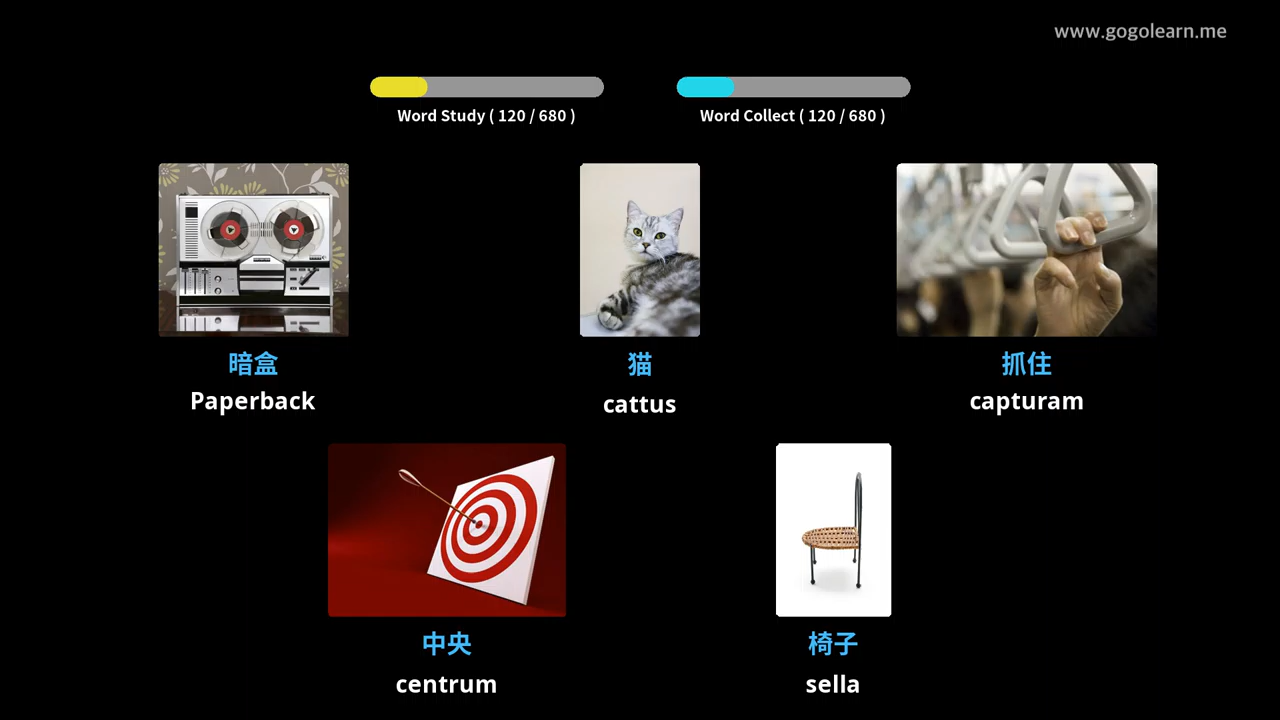 www.gogolearn.me
Word Study ( 120 / 680 )
Word Collect ( 120 / 680 )
暗盒
Paperback
猫
cattus
抓住
capturam
中央
centrum
椅子
sella